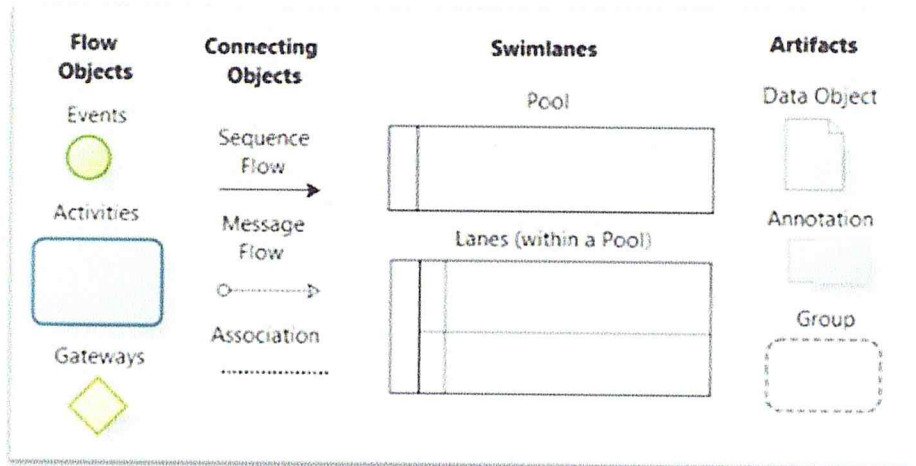 Flow
Objects
Events
Activities
Gateways
Connecting
Objects
Sequence
Flow
Message
Flow
Association
Swimlanes
Pool
Lanes (within a Pool)
Artifacts
Data Object
Annotation
Group